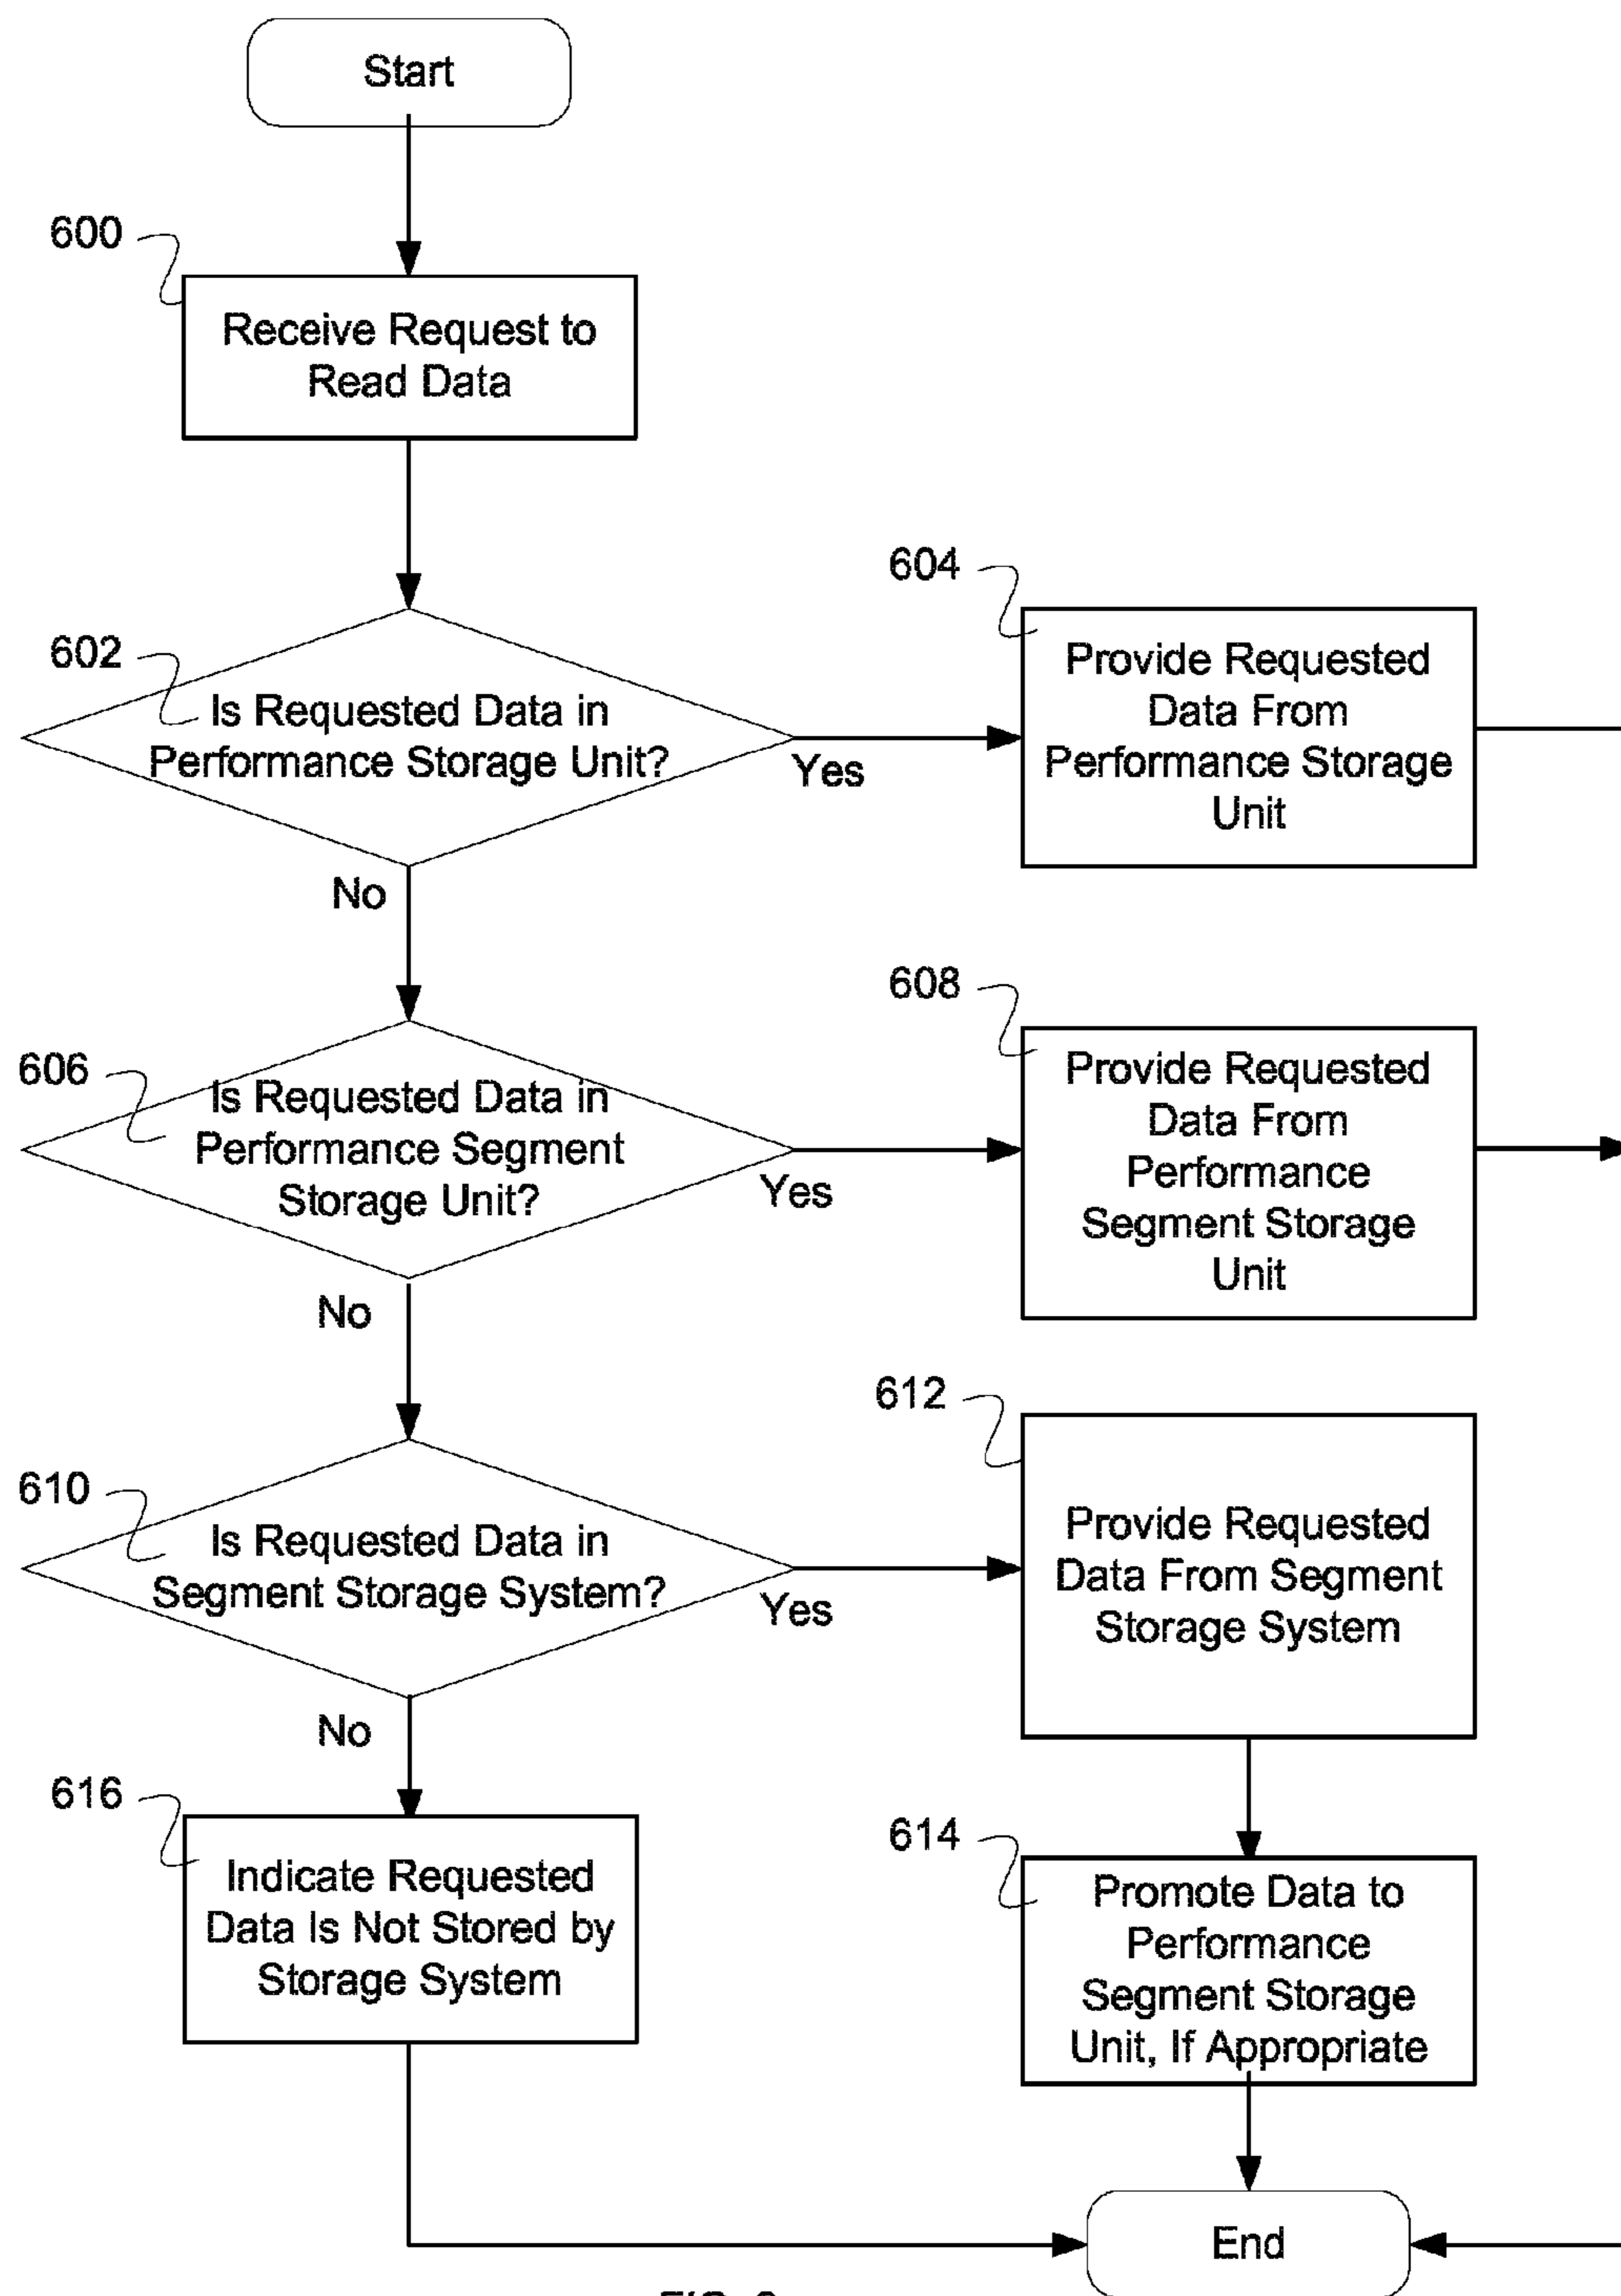 Start
600
Receive Request to
Read Data
602
Is Requested Data in
Performance Storage Unit?
Yes
No
604
Provide Requested
Data From
Performance Storage
Unit
606
Is Requested Data in
Performance Segment
Storage Unit?
Yes
No
608
Provide Requested
Data From
Performance
Segment Storage
Unit
610
Is Requested Data in
Segment Storage System?
Yes
No
612
Provide Requested
Data From Segment
Storage System
614
Promote Data to
Performance
Segment Storage
Unit, If Appropriate
616
Indicate Requested
Data Is Not Stored by
Storage System
End